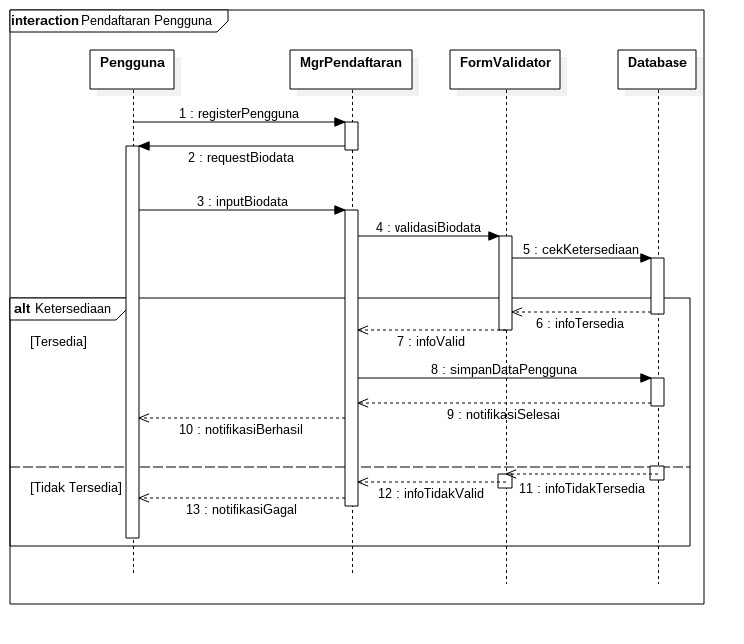 interaction Pendaftaran Pengguna
Pengguna
MgrPendaftaran
FormValidator
Database
1 : registerPengguna
2 : requestBiodata
3 : inputBiodata
4 : validasiBiodata
5 : cekKetersediaan
alt Ketersediaan
6 : infoTersedia
[Tersedia]
7 : infoValid
8 : simpanDataPengguna
9 : notifikasiSelesai
10 : notifikasiBerhasil
[Tidak Tersedia]
11 : infoTidakTersedia
12 : infoTidakValid
13 : notifikasiGagal